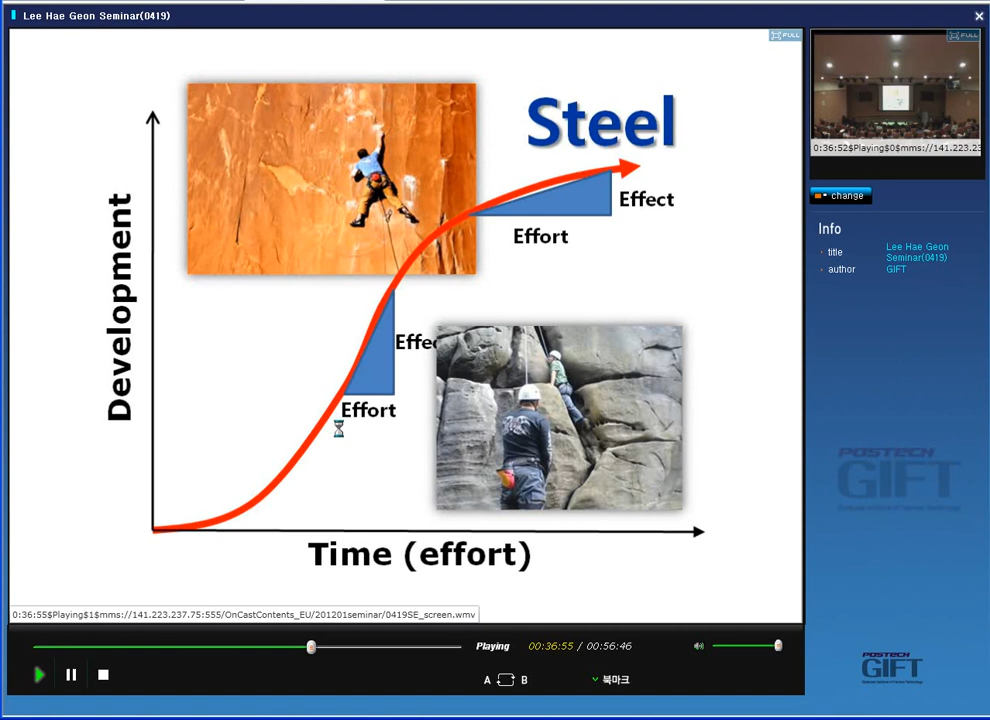 Lee Hae Geon Seminar(0419)
FULL
FULL
Steel
Effect
Effort
Development
Effec
Effort
Time (effort)
0:36:55$Playing$1$mms://141.223.237.75:555/OnCastContents_EU/201201seminar/0419SE_screen.wmv
Playing 00:36:55 / 00:56:46
A B 북마크
0:36:52$Playing$0$mms://141.223.23
change
Info
title Lee Hae Geon
Seminar(0419)
author GIFT
POSTECH
GIFT
POSTECH
GIFT